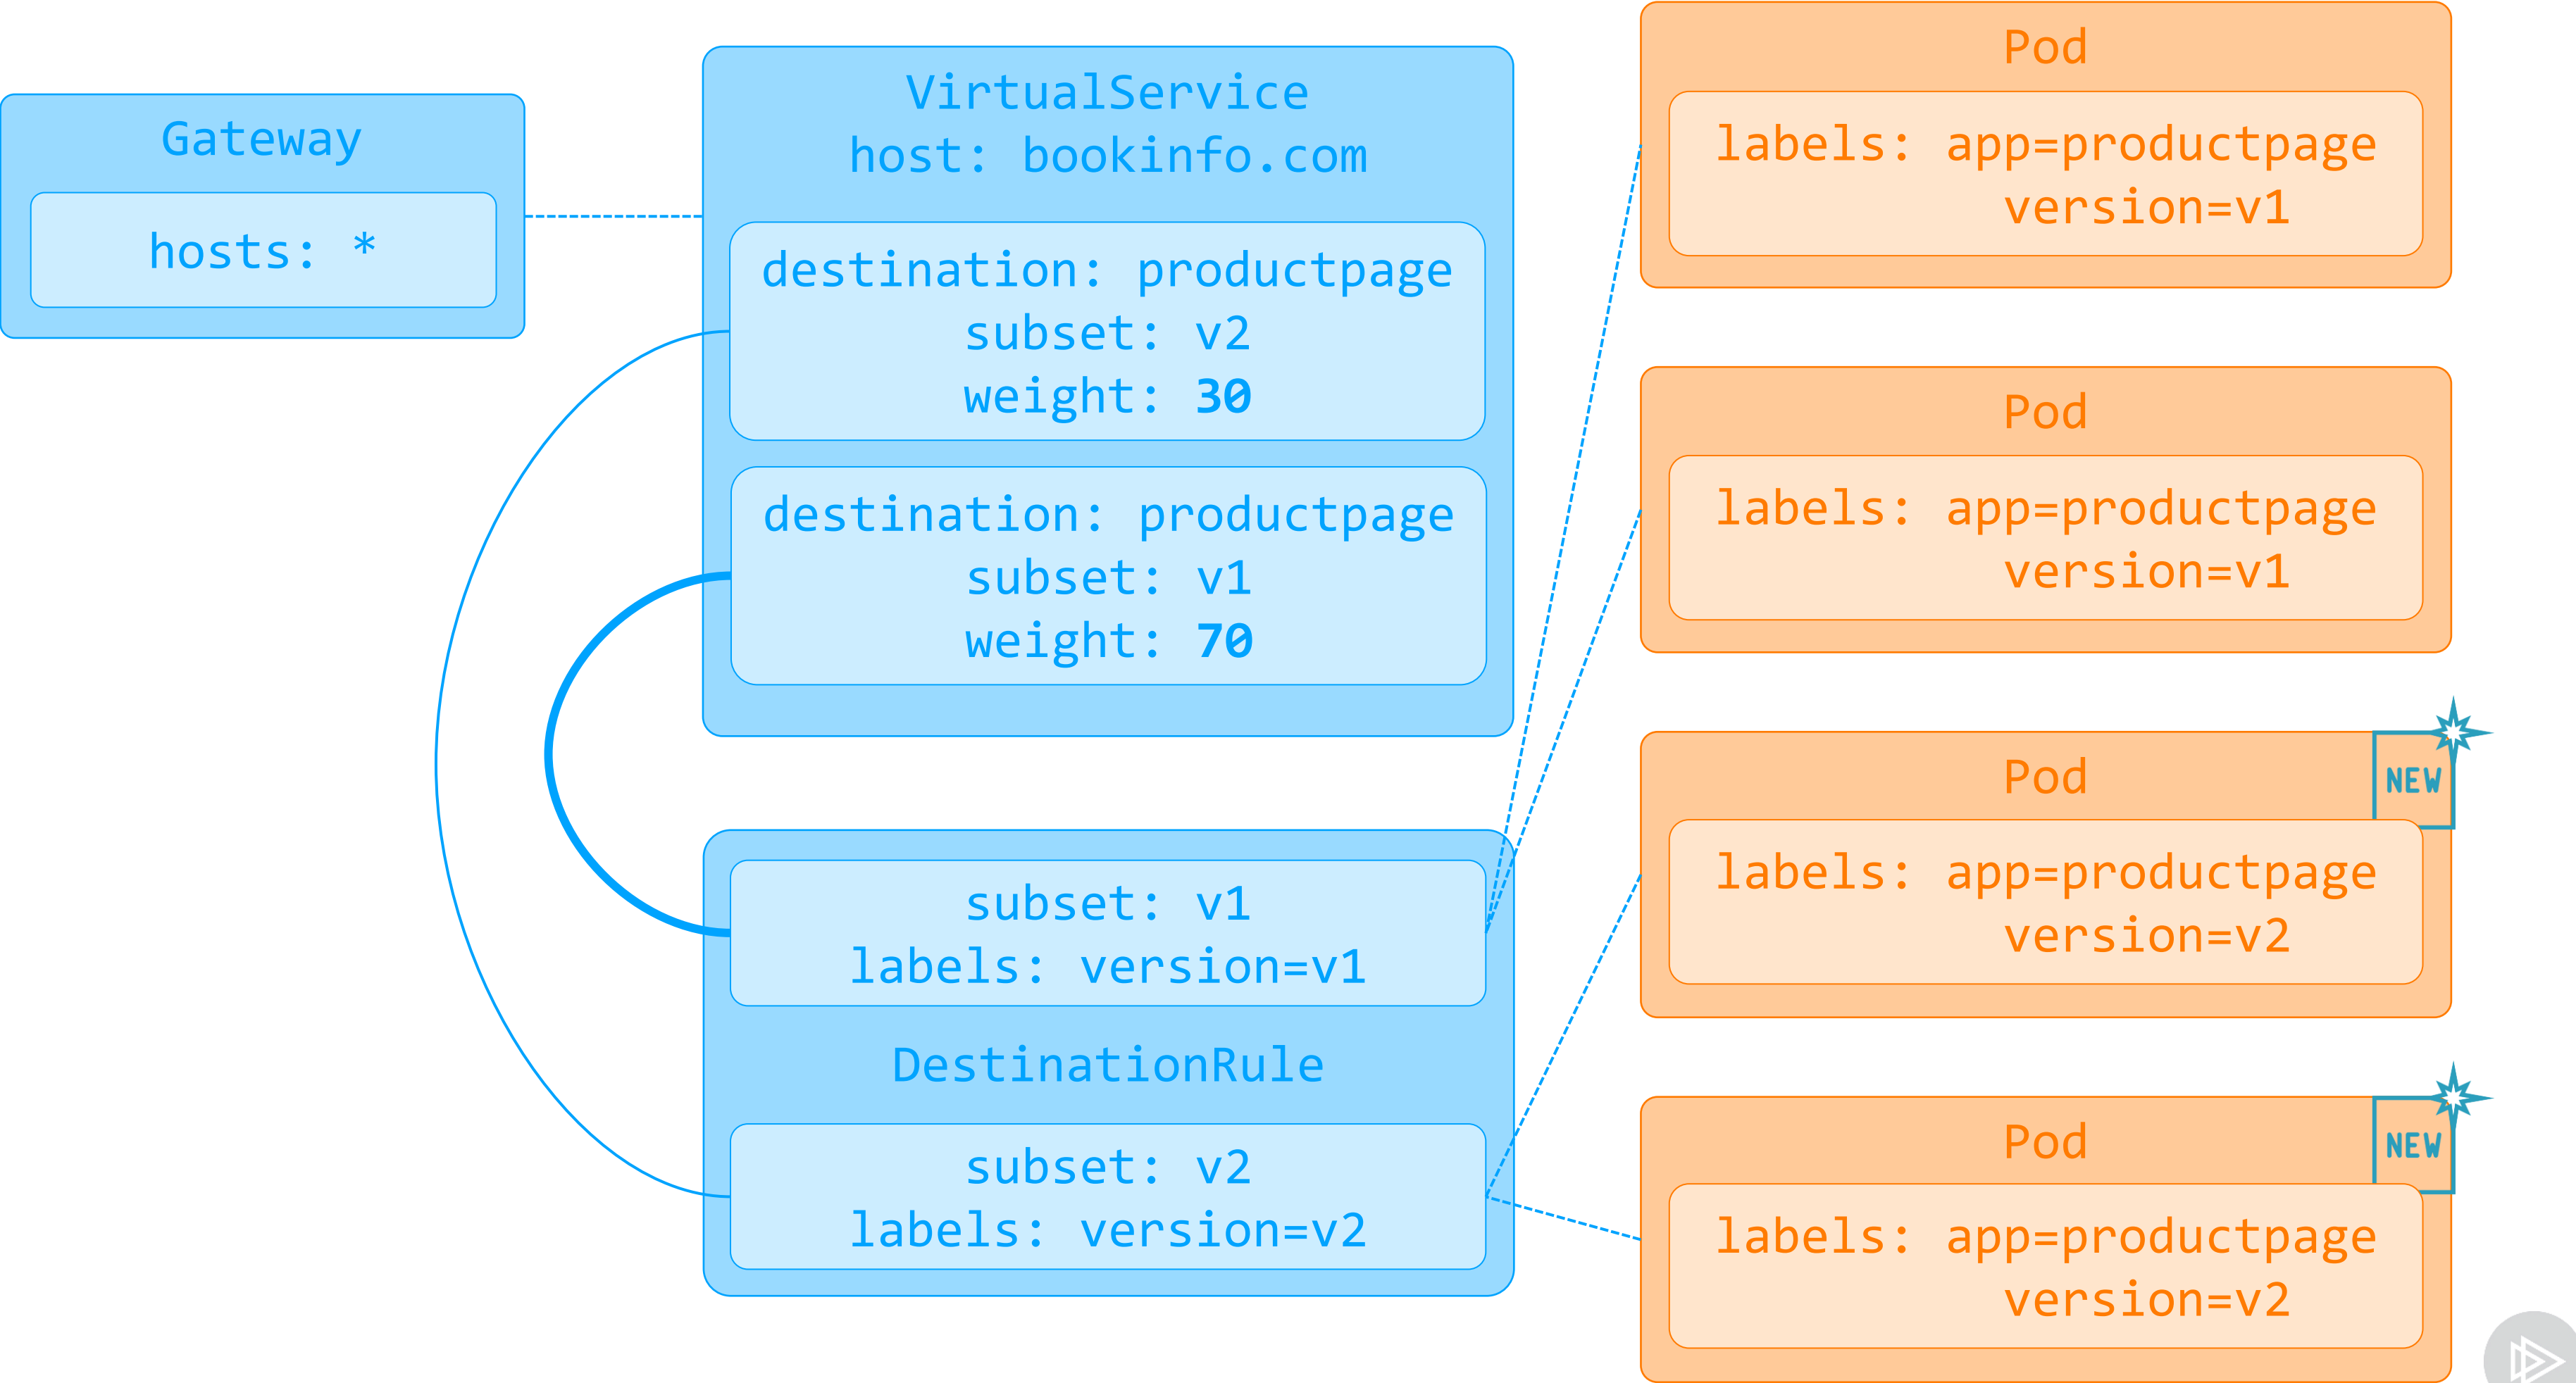 Gateway
hosts: *
VirtualService
host: bookinfo.com
destination: productpage
subset: v2
weight: 30
destination: productpage
subset: v1
weight: 70
subset: v1
labels: version=v1
DestinationRule
subset: v2
labels: version=v2
Pod
labels: app=productpage
version=v1
Pod
labels: app=productpage
version=v1
Pod
NEW
labels: app=productpage
version=v2
Pod
NEW
labels: app=productpage
version=v2